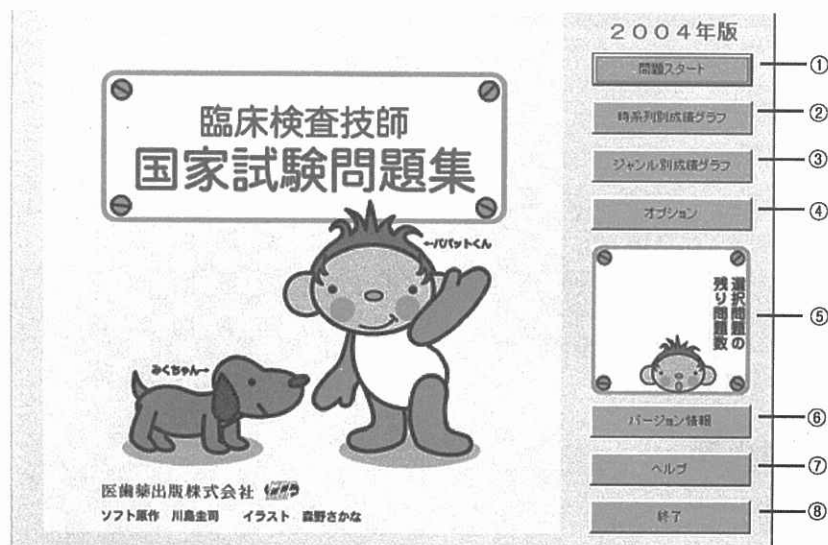 臨床検査技師
国家試験問題集
←パパットくん
みくちゃん→
医歯薬出版株式会社
ソフト原作 川島圭司 イラスト 森野さかな
2004年版
問題スタート ①
時系列別成績グラフ ②
ジャンル別成績グラフ ③
オプション ④
選択問題の
残り問題数
⑤
バージョン情報 ⑥
ヘルプ ⑦
終了 ⑧